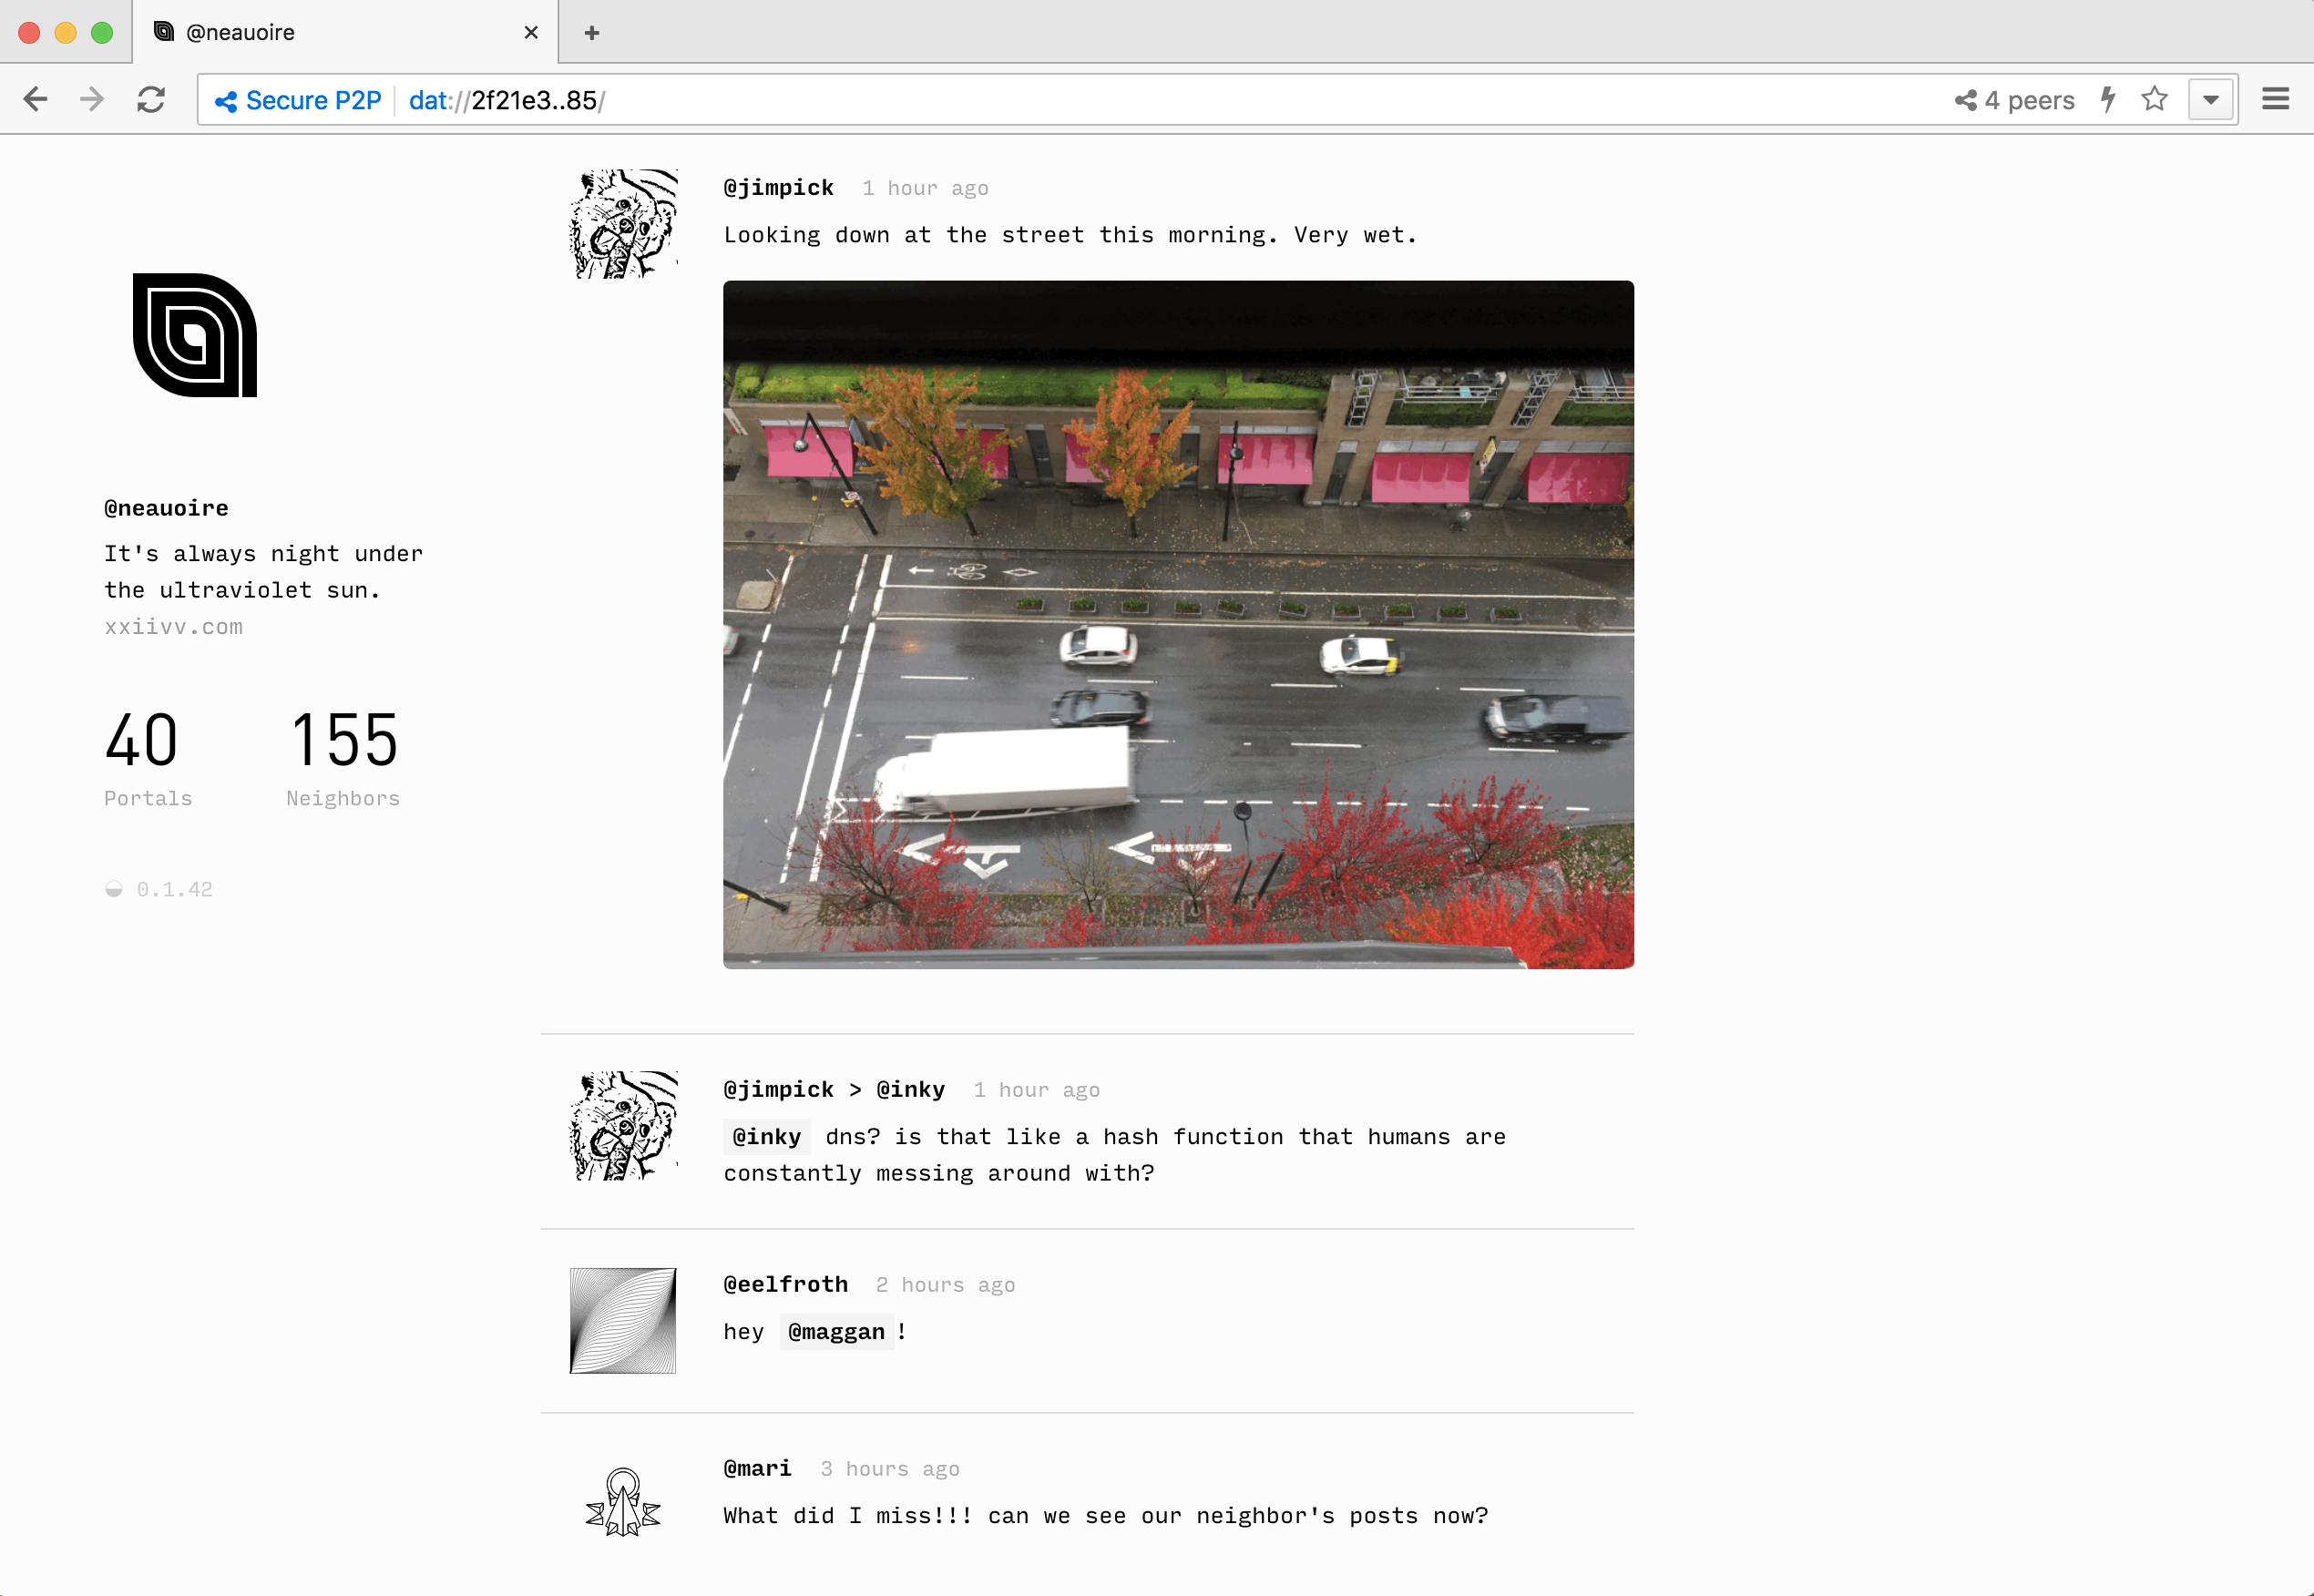 @neauoire
Secure P2P dat://2f21e3..85/ 4 peers
@neauoire
It's always night under
the ultraviolet sun.
xxiivv.com
40 155
Portals Neighbors
0.1.42
@jimpick 1 hour ago
Looking down at the street this morning. Very wet.
@jimpick > @inky 1 hour ago
@inky dns? is that like a hash function that humans are
constantly messing around with?
@eelfroth 2 hours ago
hey @maggan!
@mari 3 hours ago
What did I miss!!! can we see our neighbor's posts now?